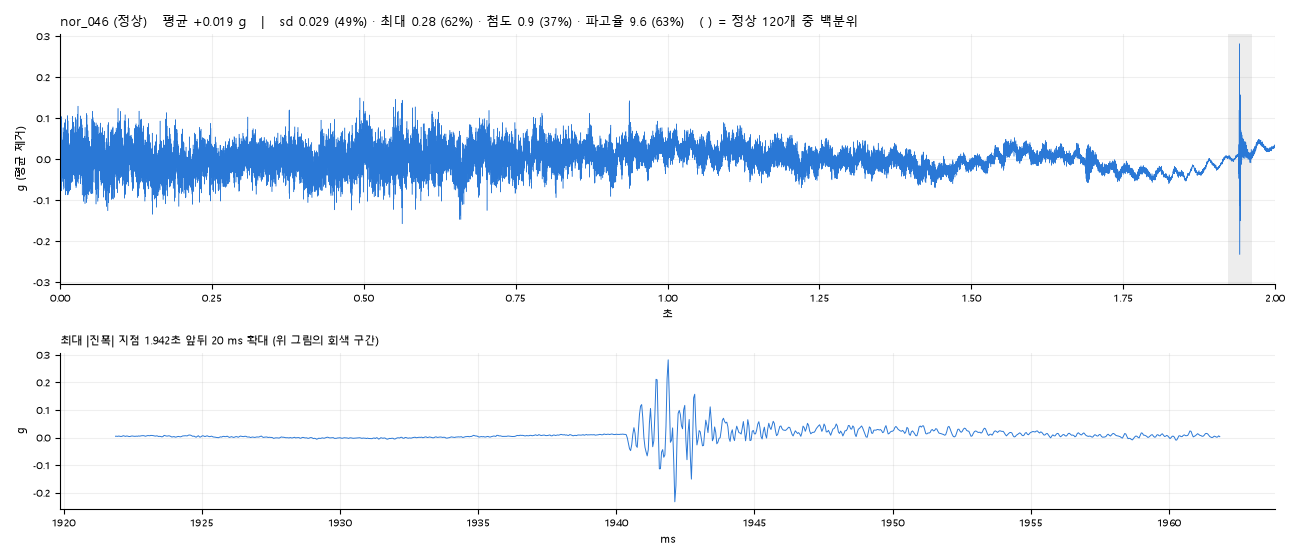 nor_046 (정상) 평균 +0.019 g | sd 0.029 (49%) · 최대 0.28 (62%) · 첨도 0.9 (37%) · 파고율 9.6 (63%) ( ) = 정상 120개 중 백분위
g (평균 제거)
0.3
0.2
0.1
0.0
-0.1
-0.2
-0.3
0.00 0.25 0.50 0.75 1.00 1.25 1.50 1.75 2.00
초
최대 |진폭| 지점 1.942초 앞뒤 20 ms 확대 (위 그림의 회색 구간)
g
0.3
0.2
0.1
0.0
-0.1
-0.2
1920 1925 1930 1935 1940 1945 1950 1955 1960
ms